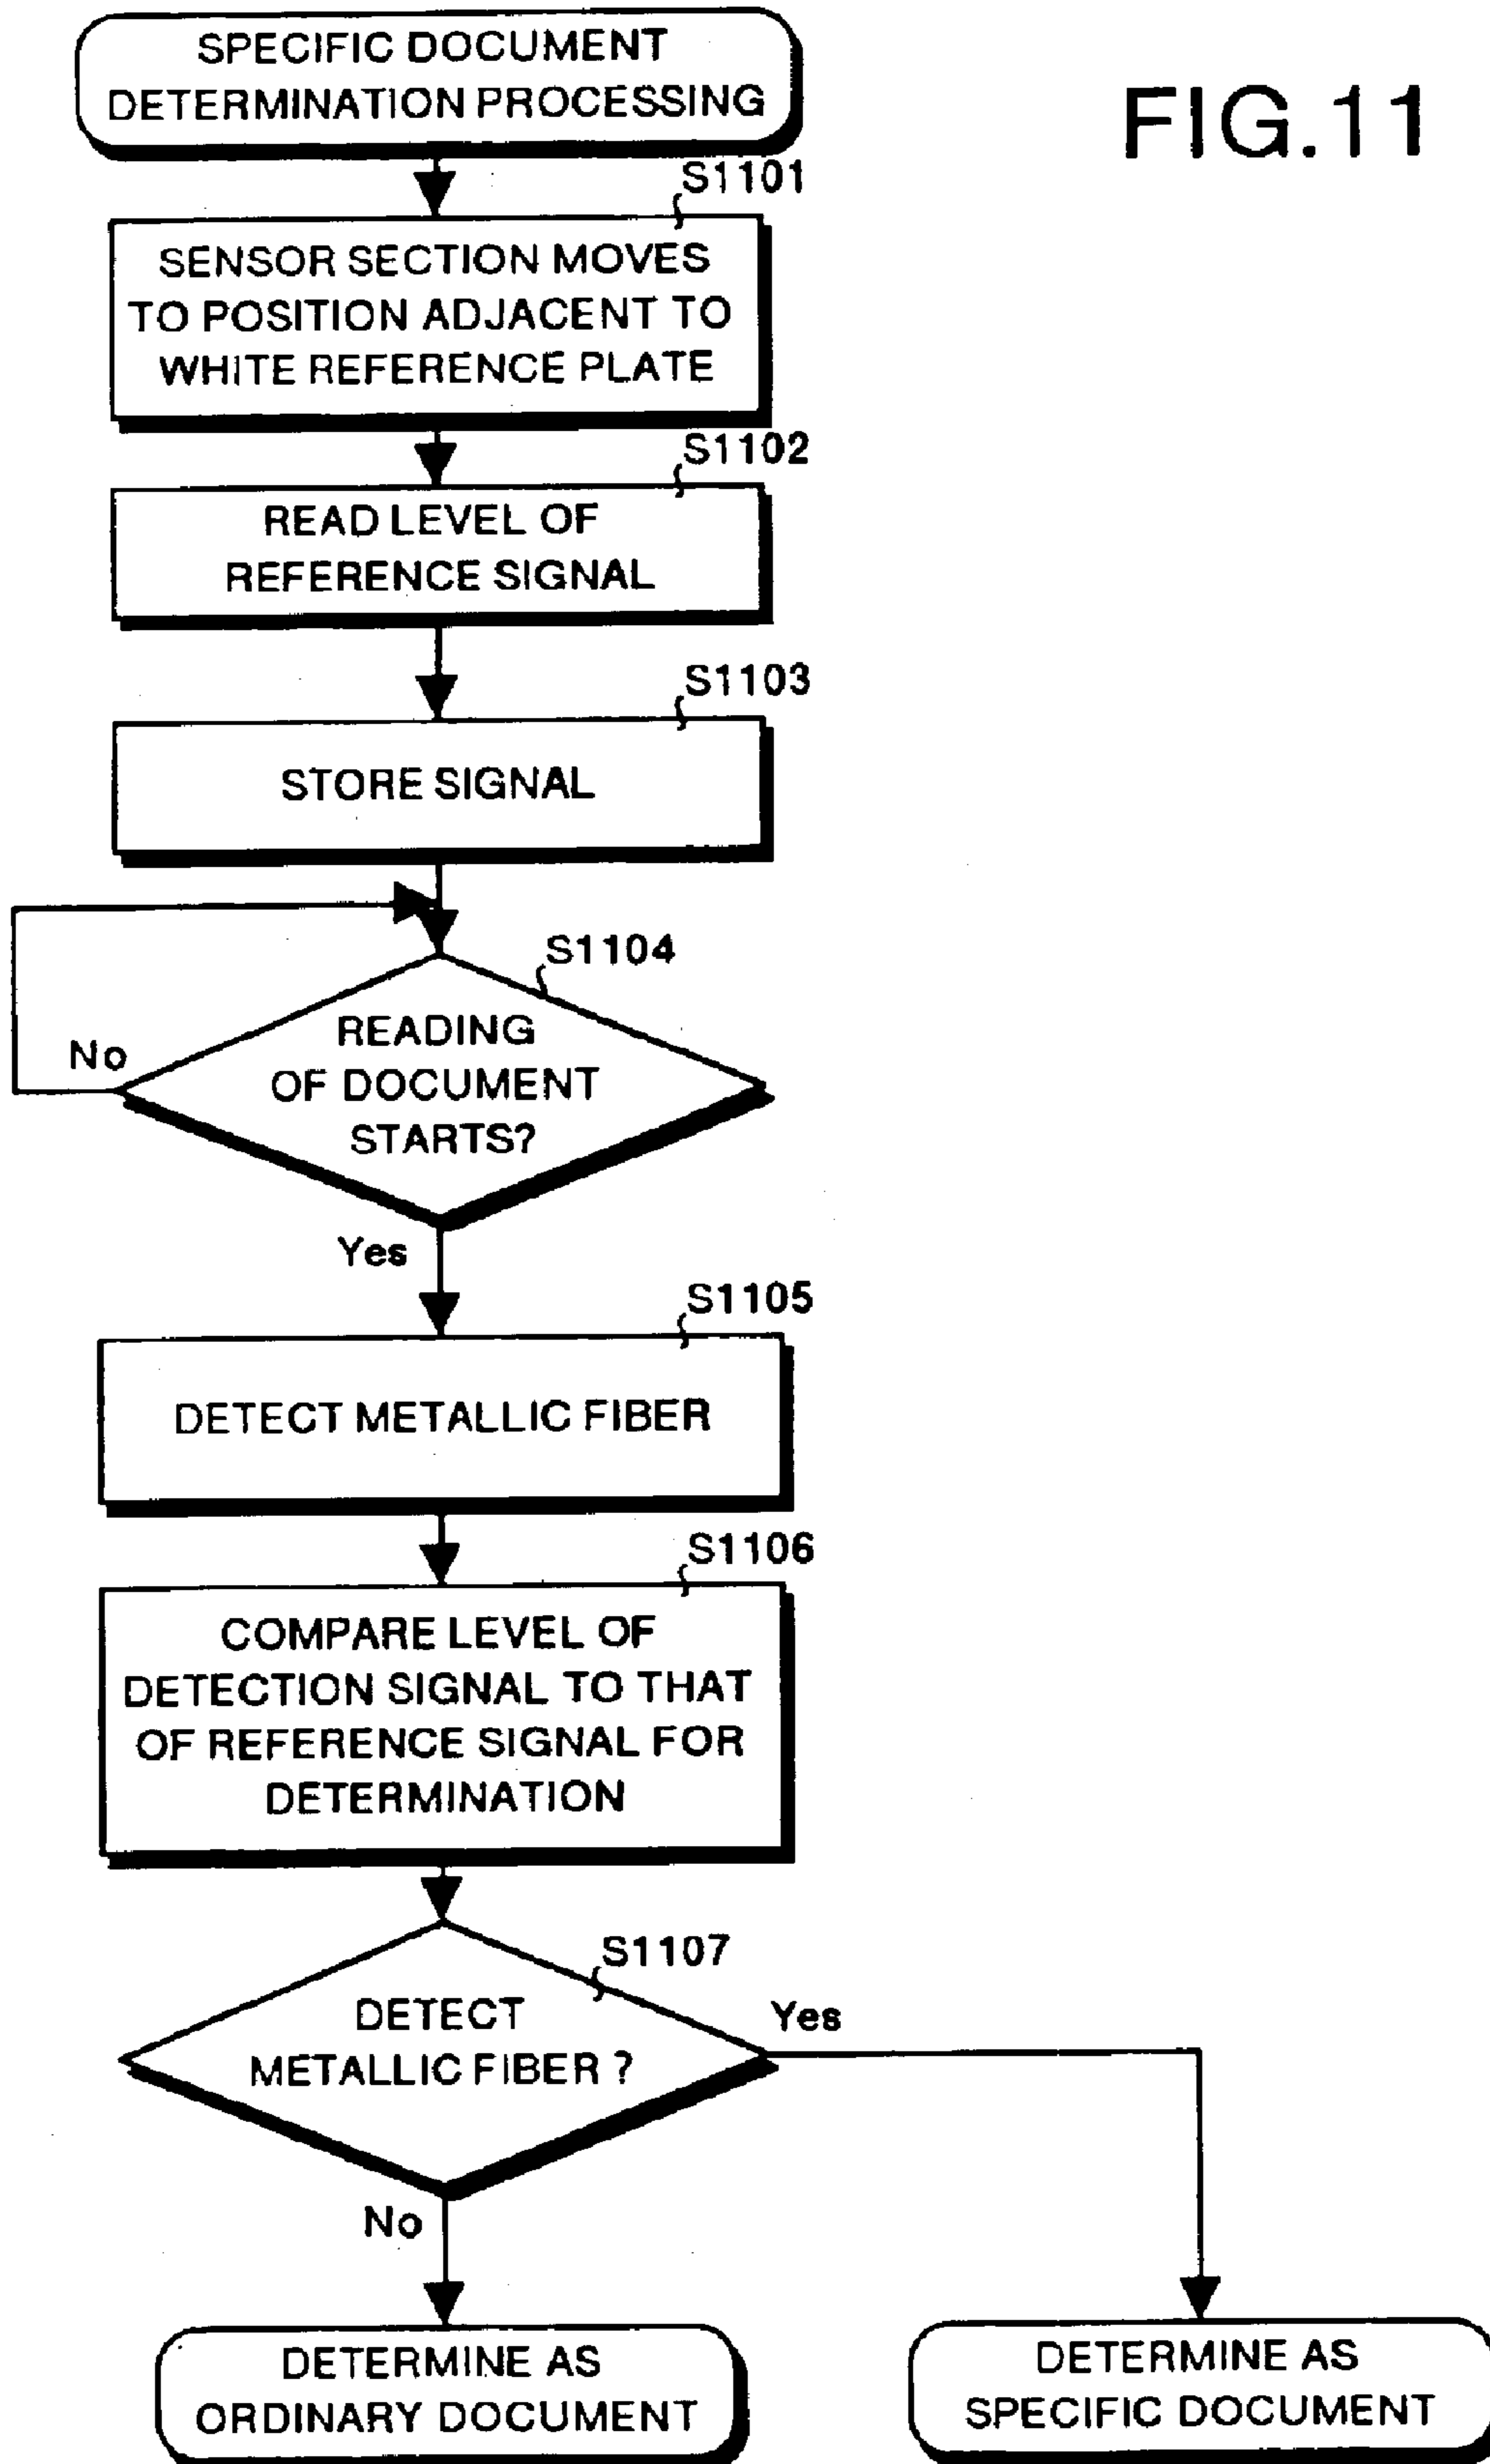 SPECIFIC DOCUMENT
DETERMINATION PROCESSING
FIG.11
S1101
SENSOR SECTION MOVES
TO POSITION ADJACENT TO
WHITE REFERENCE PLATE
S1102
READ LEVEL OF
REFERENCE SIGNAL
S1103
STORE SIGNAL
S1104
READING
OF DOCUMENT
STARTS?
No
Yes
S1105
DETECT METALLIC FIBER
S1106
COMPARE LEVEL OF
DETECTION SIGNAL TO THAT
OF REFERENCE SIGNAL FOR
DETERMINATION
S1107
DETECT
METALLIC FIBER ?
Yes
No
DETERMINE AS
ORDINARY DOCUMENT
DETERMINE AS
SPECIFIC DOCUMENT